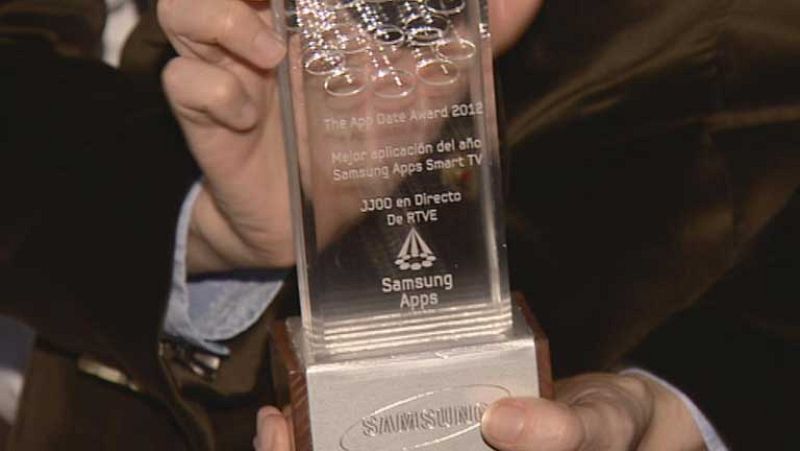 The App Date Award 2012
Mejor aplicación del año
Samsung Apps Smart TV
JJOO en Directo
De RTVE
Samsung
Apps
SAMSUNG